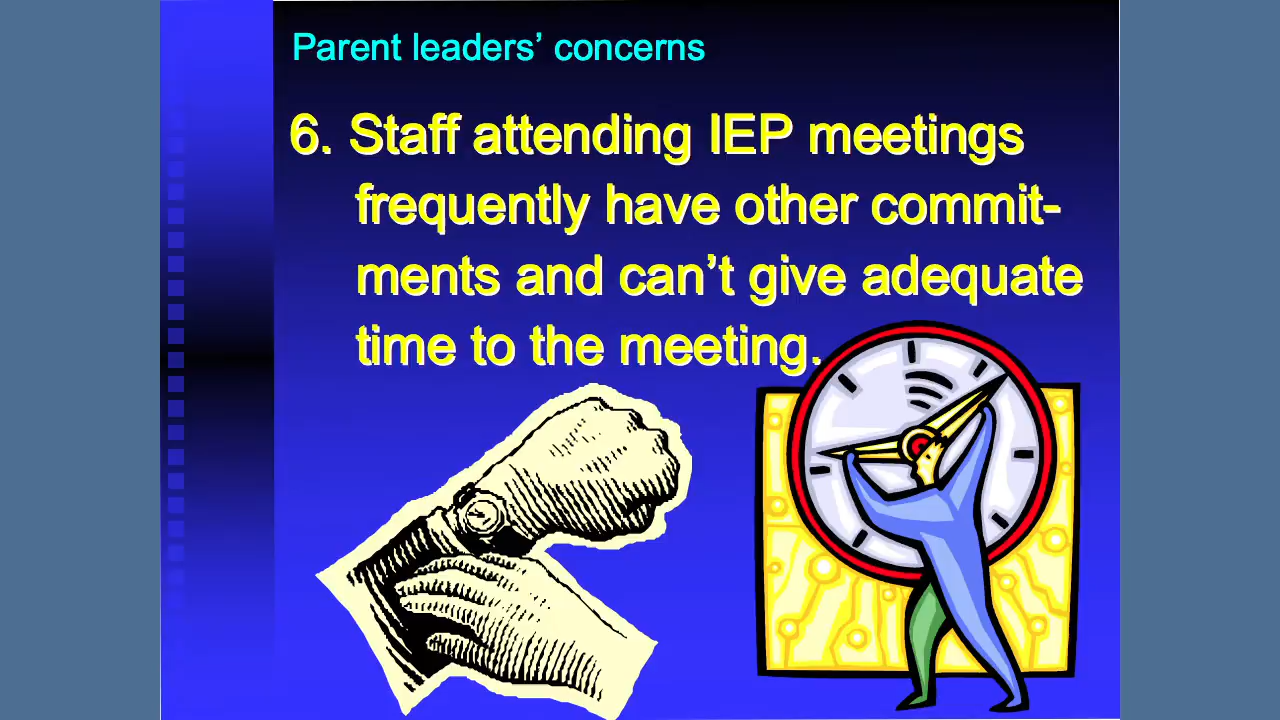 Parent leaders’ concerns
6. Staff attending IEP meetings
frequently have other commit-
ments and can’t give adequate
time to the meeting.